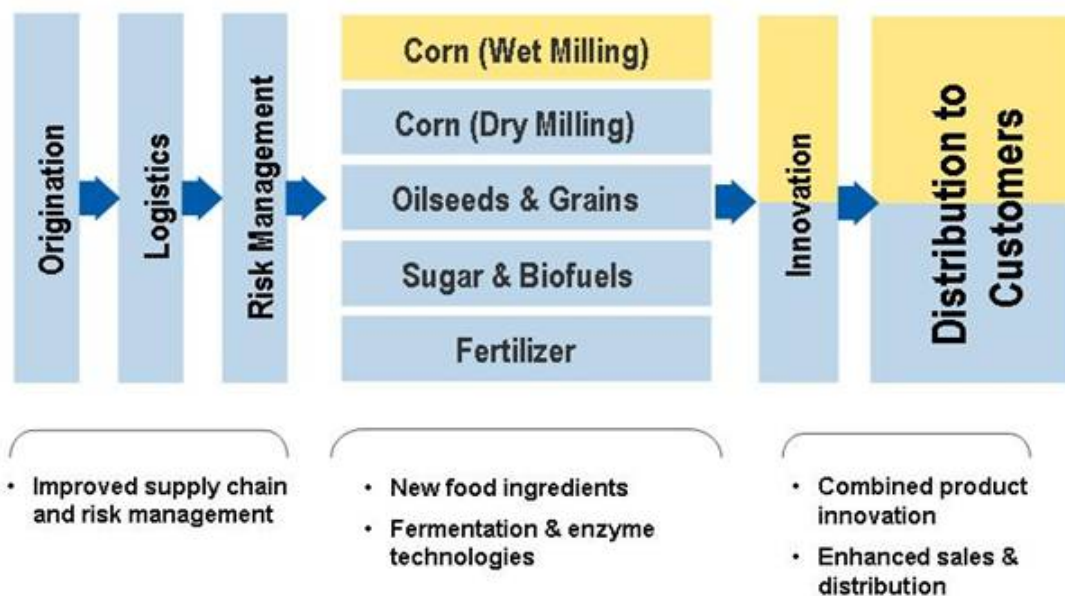 Origination
Logistics
Risk Management
Corn (Wet Milling)
Corn (Dry Milling)
Oilseeds & Grains
Sugar & Biofuels
Fertilizer
Innovation
Distribution to
Customers
• Improved supply chain
and risk management
• New food ingredients
• Fermentation & enzyme
technologies
• Combined product
innovation
• Enhanced sales &
distribution